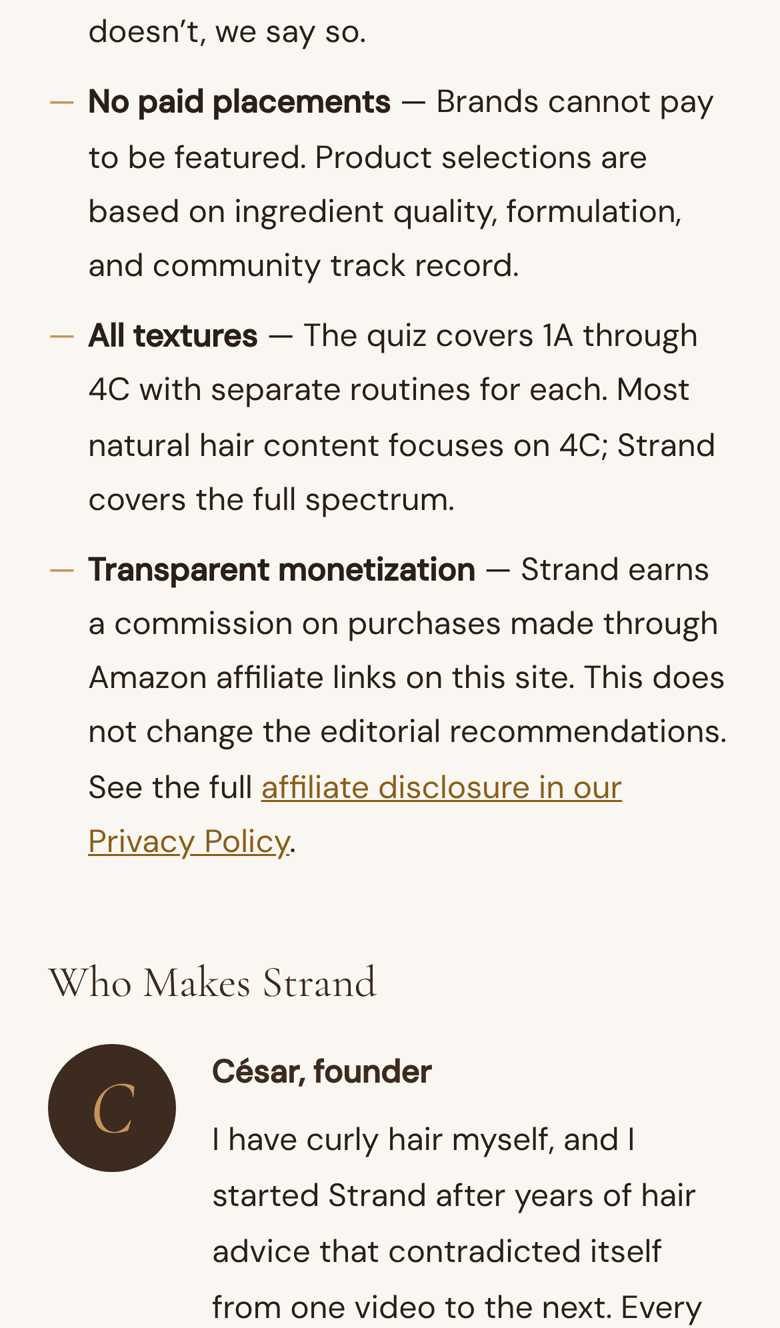 doesn’t, we say so.
— No paid placements — Brands cannot pay
to be featured. Product selections are
based on ingredient quality, formulation,
and community track record.
— All textures — The quiz covers 1A through
4C with separate routines for each. Most
natural hair content focuses on 4C; Strand
covers the full spectrum.
— Transparent monetization — Strand earns
a commission on purchases made through
Amazon affiliate links on this site. This does
not change the editorial recommendations.
See the full affiliate disclosure in our
Privacy Policy.
Who Makes Strand
C
César, founder
I have curly hair myself, and I
started Strand after years of hair
advice that contradicted itself
from one video to the next. Every